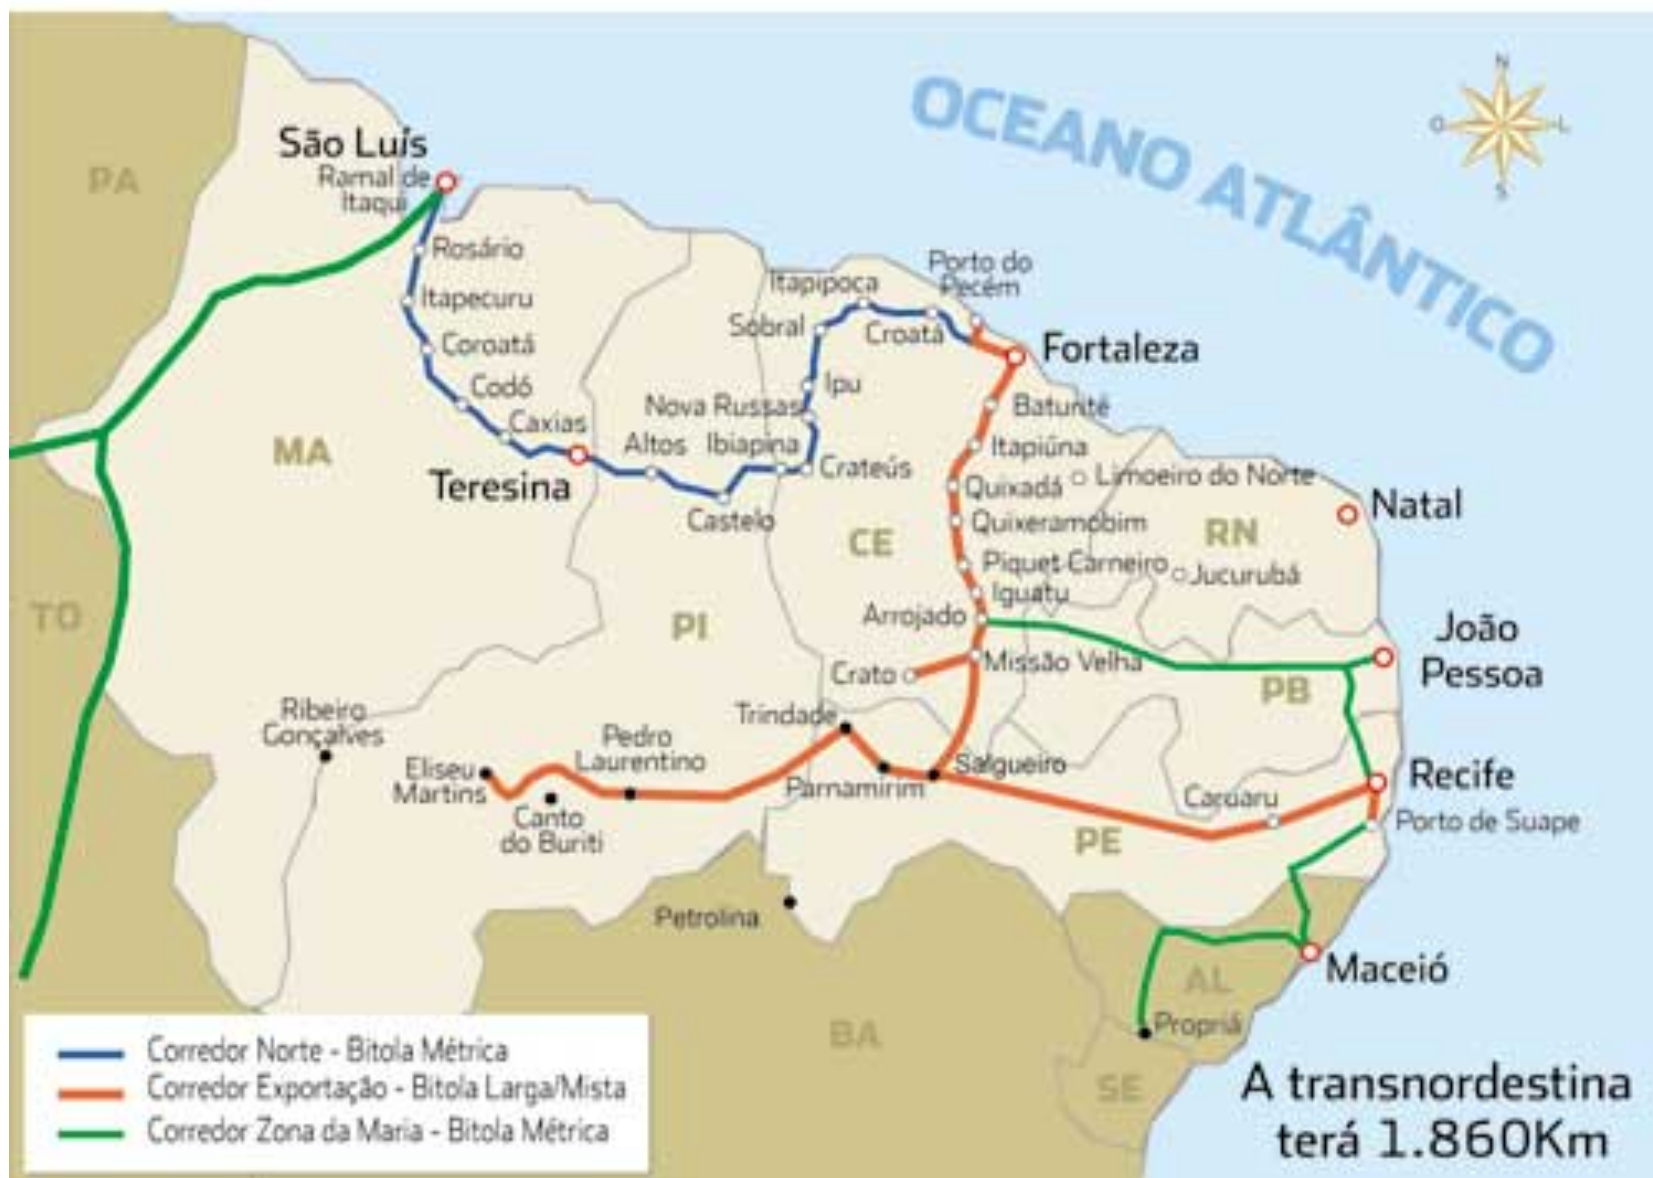 N
O
L
S
OCEANO ATLÂNTICO
PA
São Luís
Ramal de
Itaqui
Rosário
Itapecuru
Coroatá
Codó
Caxias
MA
Teresina
Altos
Castelo
Ibiapina
Crateús
Nova Russas
Ipu
Sobral
Itapipoca
Croatá
Porto do
Pecém
Fortaleza
Baturité
Itapiúna
Quixadá
Limoeiro do Norte
Quixeramobim
CE
RN
Natal
Piquet Carneiro
Jucurubá
Iguatu
Arrojado
TO
PI
João
Pessoa
Missão Velha
Crato
PB
Trindade
Ribeiro
Gonçalves
Pedro
Laurentino
Eliseu
Martins
Canto
do Buriti
Parnamirim
Salgueiro
Recife
Caruaru
Porto de Suape
PE
Petrolina
Maceió
AL
Propriá
BA
SE
Corredor Norte - Bitola Métrica
Corredor Exportação - Bitola Larga/Mista
Corredor Zona da Maria - Bitola Métrica
A transnordestina
terá 1.860Km